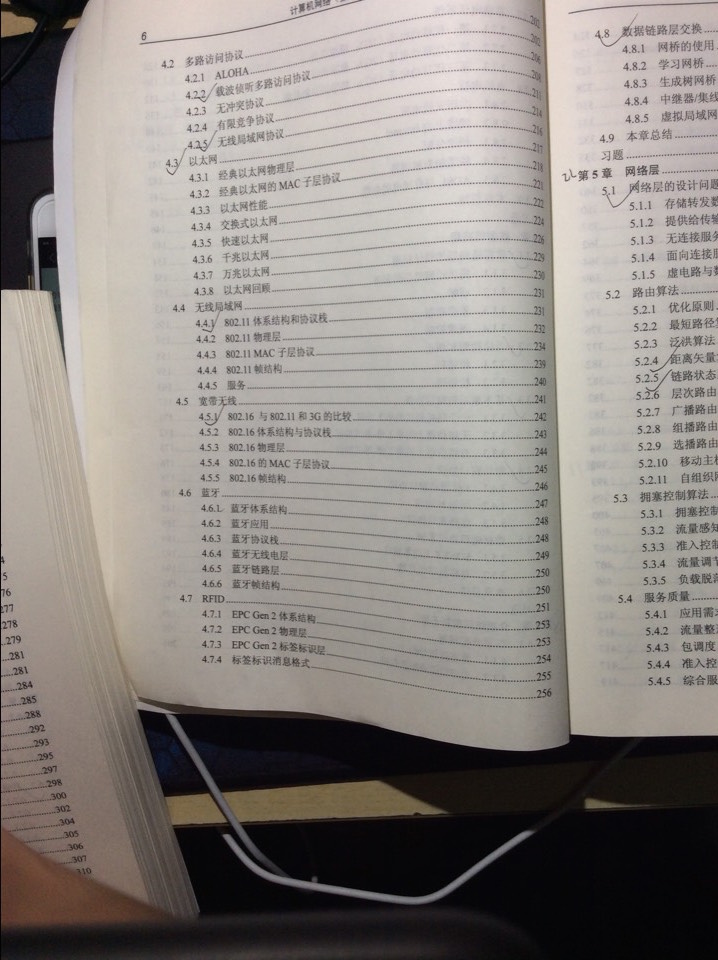 计算机网络
6
4.2 多路访问协议 202
4.2.1 ALOHA 202
4.2.2 载波侦听多路访问协议 206
4.2.3 无冲突协议 208
4.2.4 有限竞争协议 211
4.2.5 无线局域网协议 214
4.3 以太网 216
4.3.1 经典以太网物理层 217
4.3.2 经典以太网的 MAC 子层协议 218
4.3.3 以太网性能 221
4.3.4 交换式以太网 222
4.3.5 快速以太网 224
4.3.6 千兆以太网 226
4.3.7 万兆以太网 229
4.3.8 以太网回顾 230
4.4 无线局域网 231
4.4.1 802.11 体系结构和协议栈 231
4.4.2 802.11 物理层 232
4.4.3 802.11 MAC 子层协议 234
4.4.4 802.11 帧结构 239
4.4.5 服务 240
4.5 宽带无线 241
4.5.1 802.16 与 802.11 和 3G 的比较 242
4.5.2 802.16 体系结构与协议栈 243
4.5.3 802.16 物理层 244
4.5.4 802.16 的 MAC 子层协议 245
4.5.5 802.16 帧结构 246
4.6 蓝牙 247
4.6.1 蓝牙体系结构 248
4.6.2 蓝牙应用 248
4.6.3 蓝牙协议栈 249
4.6.4 蓝牙无线电层 250
4.6.5 蓝牙链路层 250
4.6.6 蓝牙帧结构 251
4.7 RFID 253
4.7.1 EPC Gen 2 体系结构 253
4.7.2 EPC Gen 2 物理层 254
4.7.3 EPC Gen 2 标签标识层 255
4.7.4 标签标识消息格式 256
4.8 数据链路层交换
4.8.1 网桥的使用
4.8.2 学习网桥
4.8.3 生成树网桥
4.8.4 中继器/集线
4.8.5 虚拟局域网
4.9 本章总结
习题
第 5 章 网络层
5.1 网络层的设计问题
5.1.1 存储转发数
5.1.2 提供给传输
5.1.3 无连接服务
5.1.4 面向连接服
5.1.5 虚电路与数
5.2 路由算法
5.2.1 优化原则
5.2.2 最短路径
5.2.3 泛洪算法
5.2.4 距离矢量
5.2.5 链路状态
5.2.6 层次路由
5.2.7 广播路由
5.2.8 组播路由
5.2.9 选播路由
5.2.10 移动主机
5.2.11 自组织
5.3 拥塞控制算法
5.3.1 拥塞控制
5.3.2 流量感知
5.3.3 准入控制
5.3.4 流量调节
5.3.5 负载脱落
5.4 服务质量
5.4.1 应用需求
5.4.2 流量整
5.4.3 包调度
5.4.4 准入控
5.4.5 综合服
4
5
76
277
278
279
281
281
284
285
288
292
293
295
297
298
300
302
304
305
306
307
310